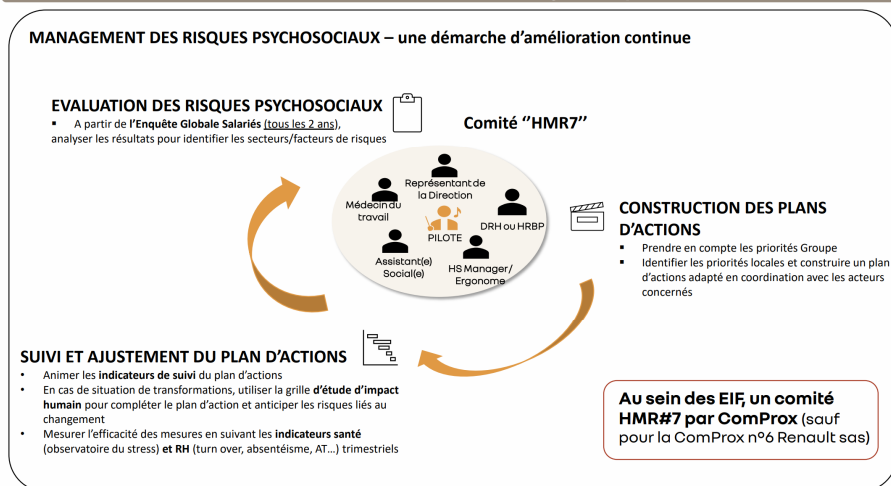 MANAGEMENT DES RISQUES PSYCHOSOCIAUX – une démarche d'amélioration continue
EVALUATION DES RISQUES PSYCHOSOCIAUX
▪ A partir de l'Enquête Globale Salariés (tous les 2 ans),
analyser les résultats pour identifier les secteurs/facteurs de risques
Comité ‘‘HMR7’’
Représentant de
la Direction
Médecin du
travail
DRH ou HRBP
PILOTE
Assistant(e)
Social(e)
HS Manager/
Ergonome
CONSTRUCTION DES PLANS
D'ACTIONS
▪ Prendre en compte les priorités Groupe
▪ Identifier les priorités locales et construire un plan
d'actions adapté en coordination avec les acteurs
concernés
SUIVI ET AJUSTEMENT DU PLAN D'ACTIONS
• Animer les indicateurs de suivi du plan d'actions
• En cas de situation de transformations, utiliser la grille d'étude d'impact
humain pour compléter le plan d'action et anticiper les risques liés au
changement
• Mesurer l'efficacité des mesures en suivant les indicateurs santé
(observatoire du stress) et RH (turn over, absentéisme, AT…) trimestriels
Au sein des EIF, un comité
HMR#7 par ComProx (sauf
pour la ComProx n°6 Renault sas)